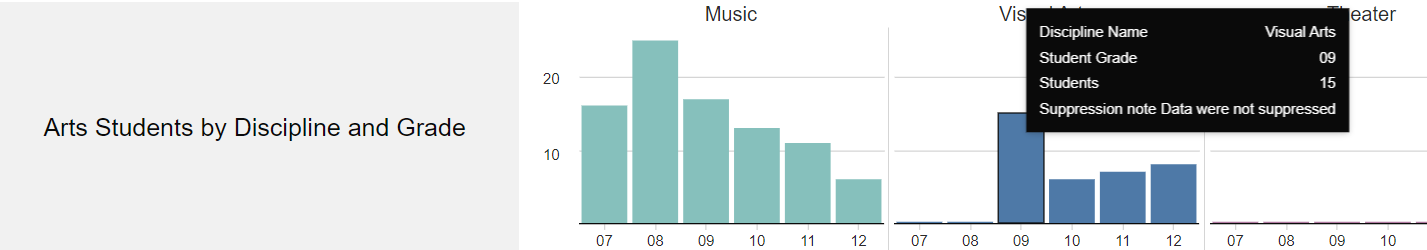 Arts Students by Discipline and Grade
Music
20
10
07 08 09 10 11 12
Discipline Name Visual Arts
Student Grade 09
Students 15
Suppression note Data were not suppressed
07 08 09 10 11 12
07 08 09 10